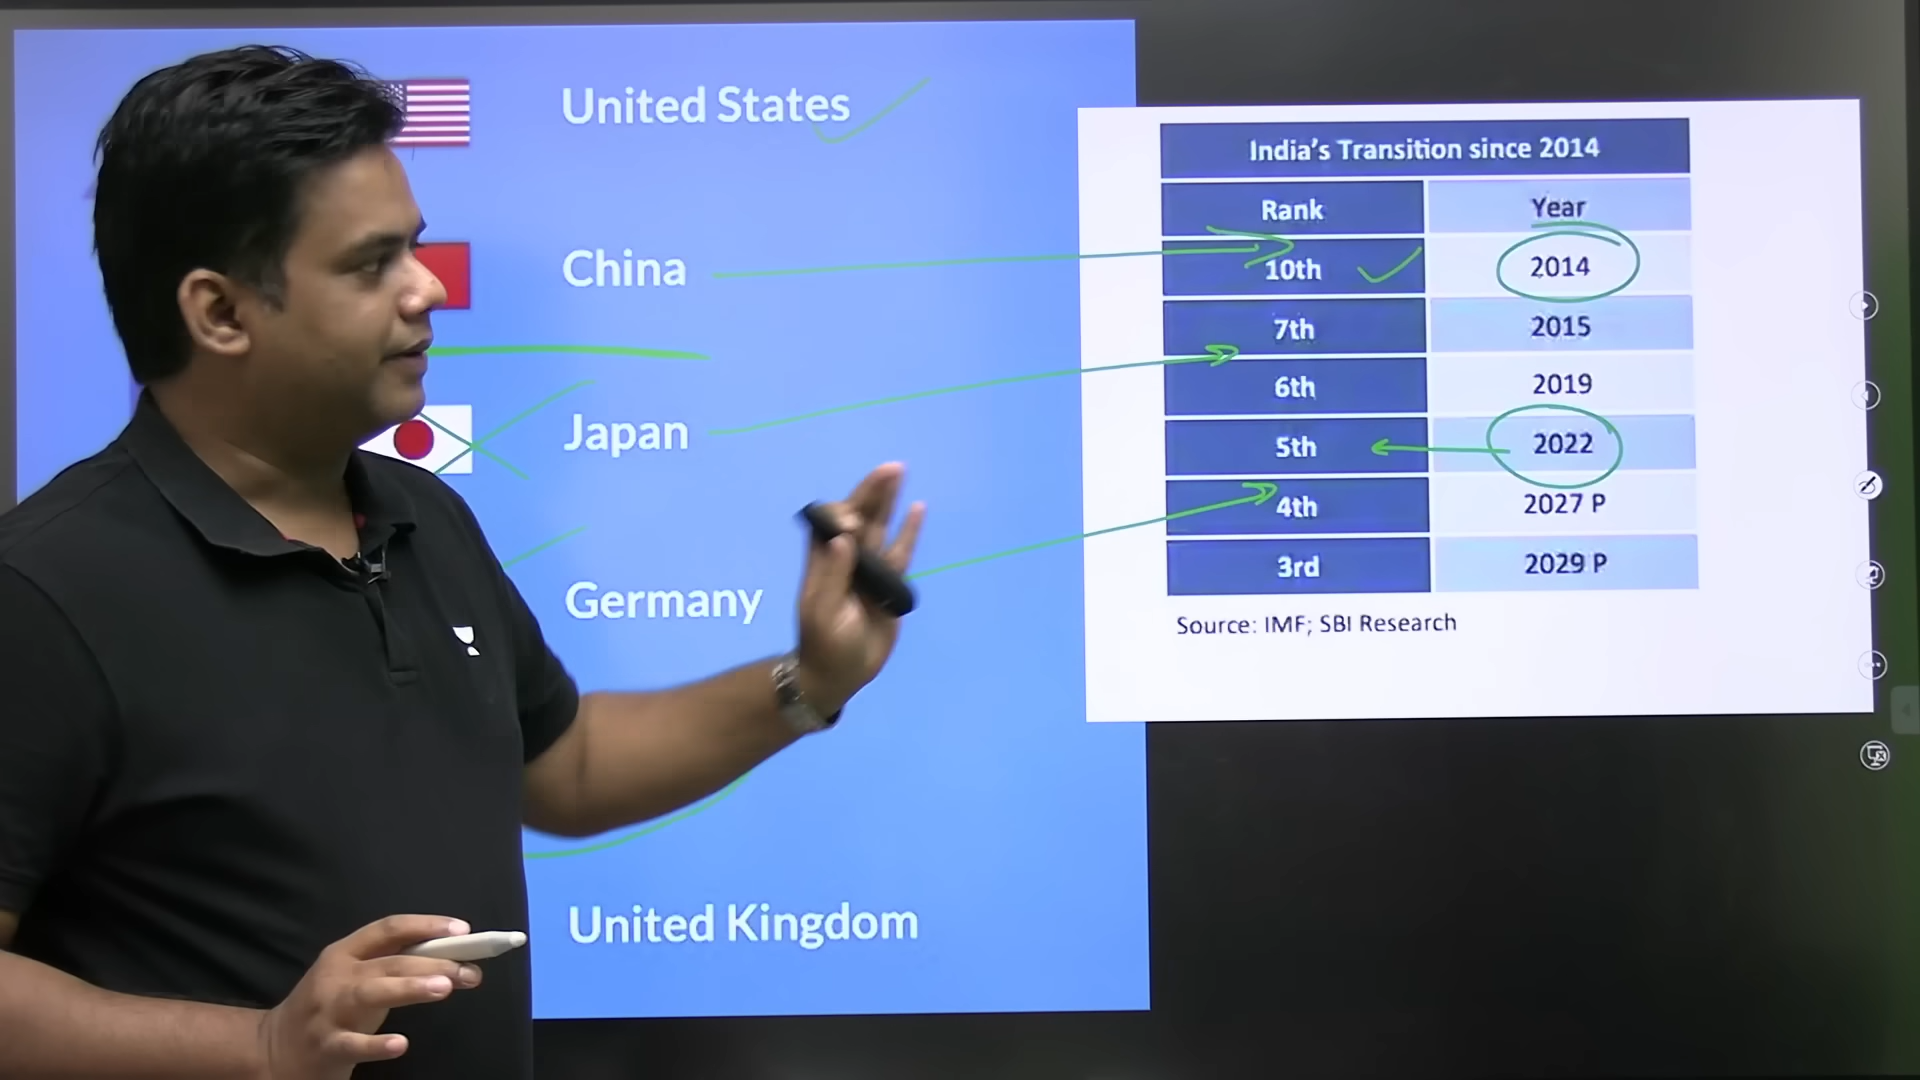 United States
China
Japan
Germany
United Kingdom
India's Transition since 2014
Rank Year
10th 2014
7th 2015
6th 2019
5th 2022
4th 2027 P
3rd 2029 P
Source: IMF; SBI Research